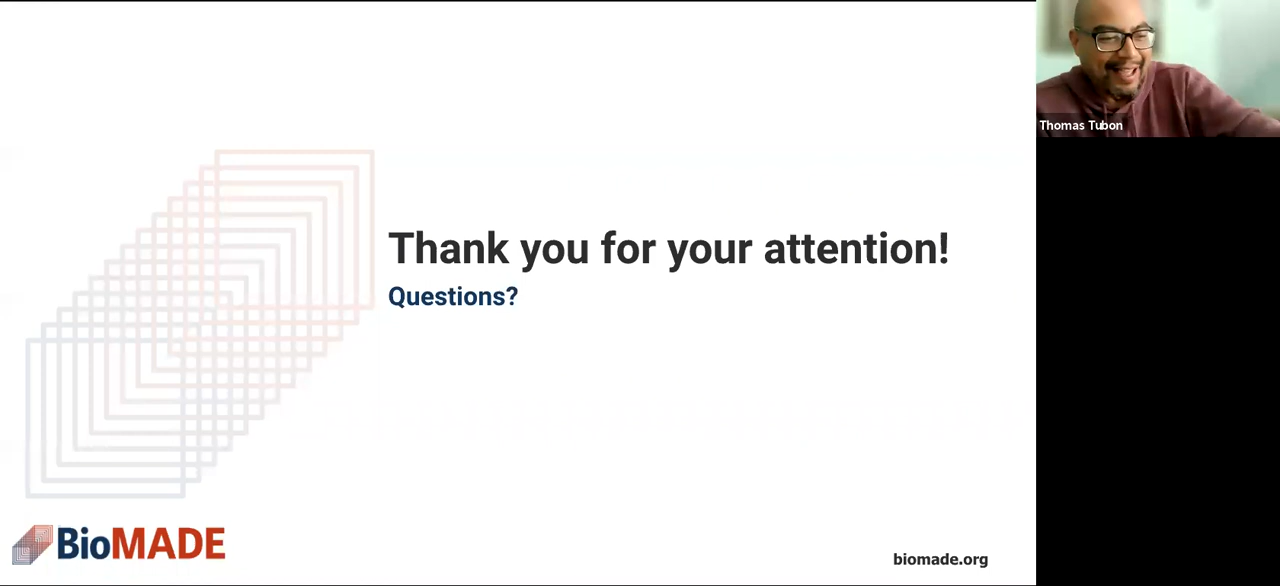 Thomas Tubon
Thank you for your attention!
Questions?
BioMADE
biomade.org